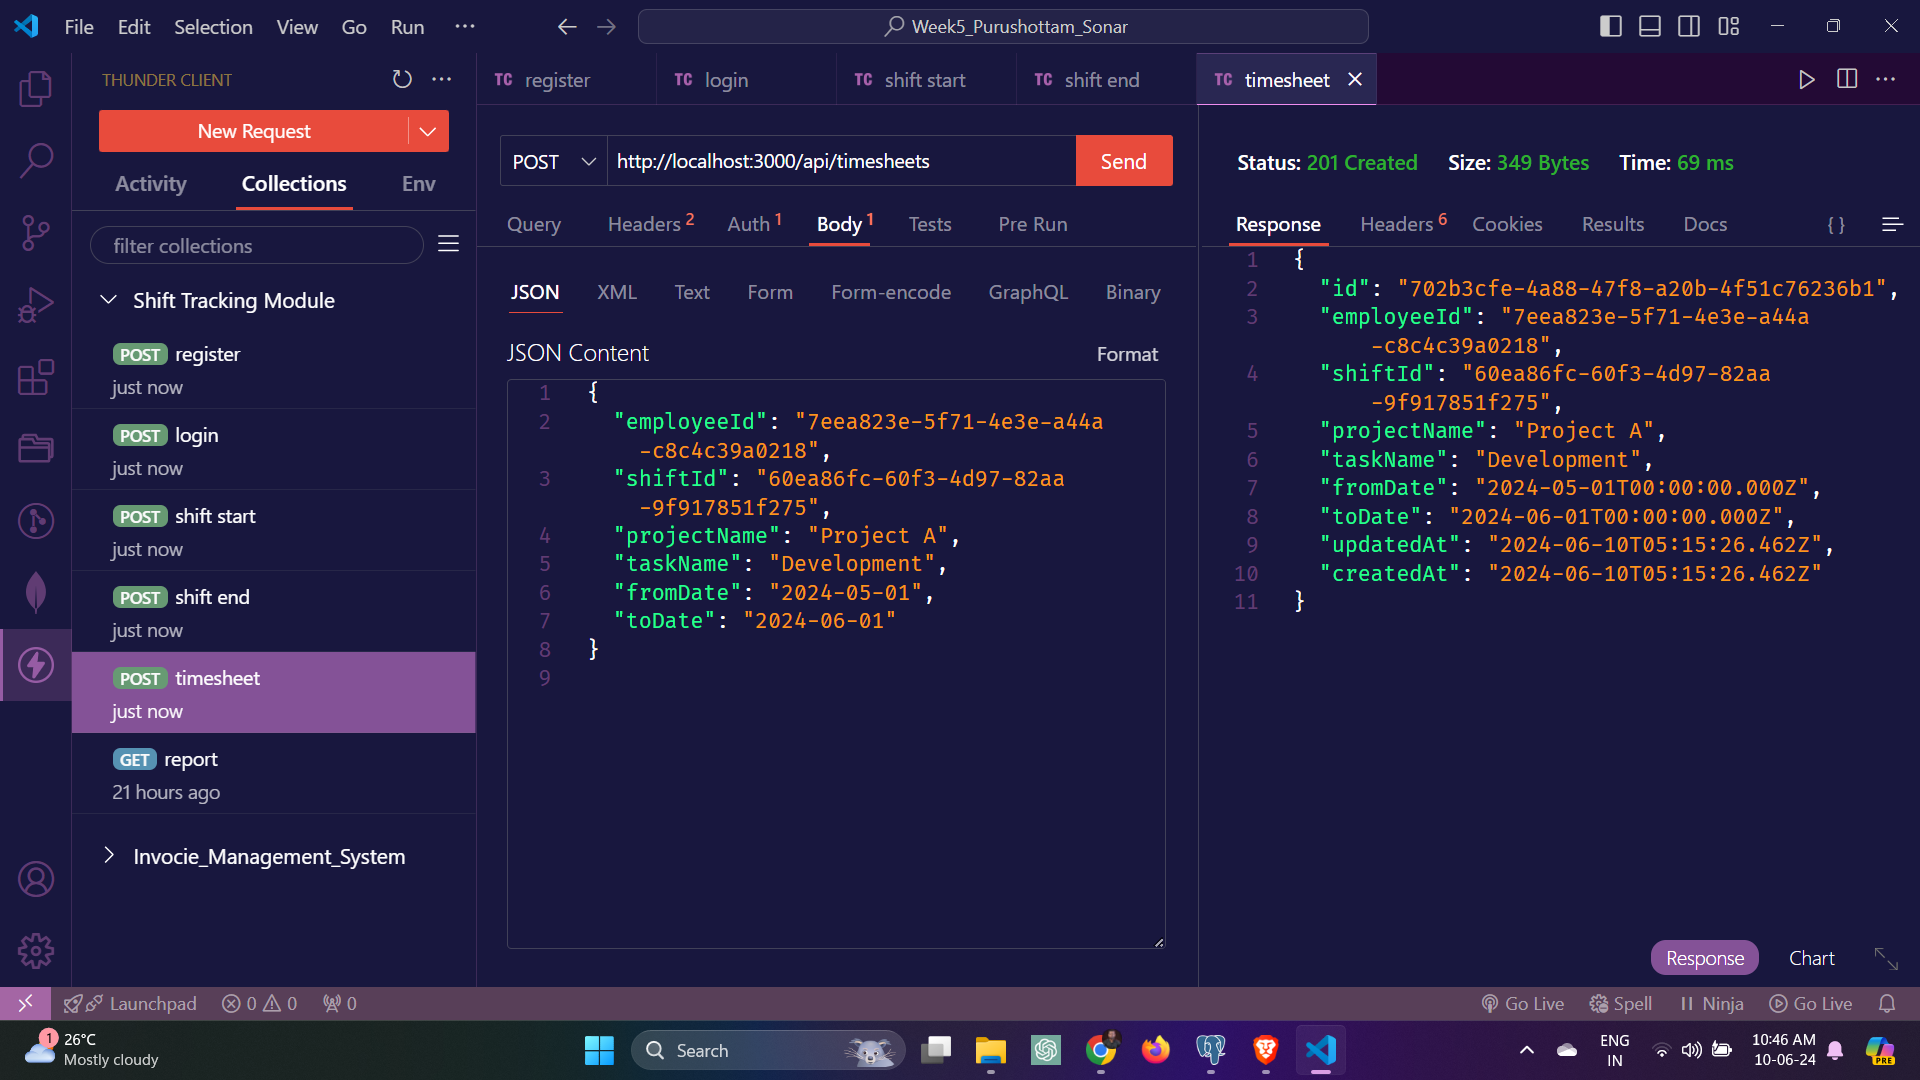 File Edit Selection View Go Run ···
Week5_Purushottam_Sonar
THUNDER CLIENT
New Request
Activity Collections Env
filter collections
Shift Tracking Module
POST register
just now
POST login
just now
POST shift start
just now
POST shift end
just now
POST timesheet
just now
GET report
21 hours ago
Invocie_Management_System
TC register
TC login
TC shift start
TC shift end
TC timesheet
POST http://localhost:3000/api/timesheets Send
Query Headers 2 Auth 1 Body 1 Tests Pre Run
JSON XML Text Form Form-encode GraphQL Binary
JSON Content Format
1 {
2 "employeeId": "7eea823e-5f71-4e3e-a44a
-c8c4c39a0218",
3 "shiftId": "60ea86fc-60f3-4d97-82aa
-9f917851f275",
4 "projectName": "Project A",
5 "taskName": "Development",
6 "fromDate": "2024-05-01",
7 "toDate": "2024-06-01"
8 }
9
Status: 201 Created Size: 349 Bytes Time: 69 ms
Response Headers 6 Cookies Results Docs { }
1 {
2 "id": "702b3cfe-4a88-47f8-a20b-4f51c76236b1",
3 "employeeId": "7eea823e-5f71-4e3e-a44a
-c8c4c39a0218",
4 "shiftId": "60ea86fc-60f3-4d97-82aa
-9f917851f275",
5 "projectName": "Project A",
6 "taskName": "Development",
7 "fromDate": "2024-05-01T00:00:00.000Z",
8 "toDate": "2024-06-01T00:00:00.000Z",
9 "updatedAt": "2024-06-10T05:15:26.462Z",
10 "createdAt": "2024-06-10T05:15:26.462Z"
11 }
Response Chart
Launchpad 0 0 0 Go Live Spell Ninja Go Live
1 26°C
Mostly cloudy
Search
ENG
IN
10:46 AM
10-06-24
PRE